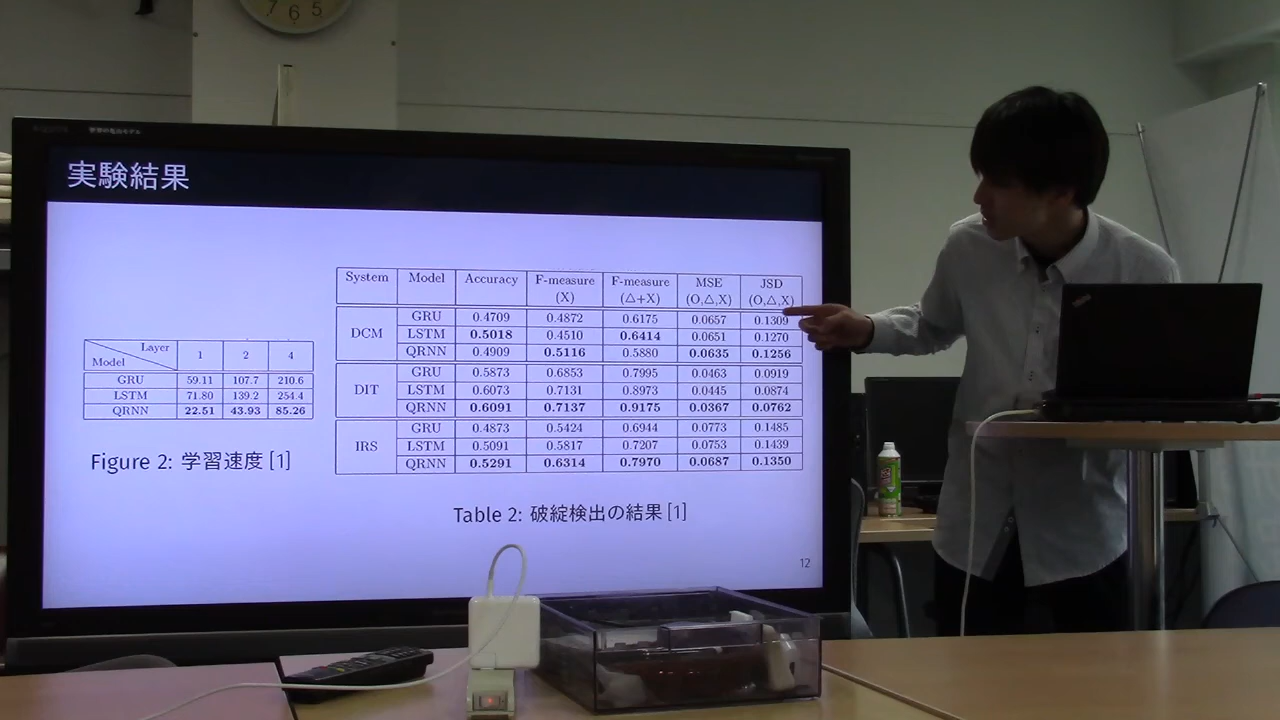 7 6 5
実験結果
Layer 1 2 4
Model
GRU 59.11 107.7 210.6
LSTM 71.80 139.2 254.4
QRNN 22.51 43.93 85.26
Figure 2: 学習速度 [1]
System Model Accuracy F-measure F-measure MSE JSD
(X) (△+X) (O,△,X) (O,△,X)
GRU 0.4709 0.4872 0.6175 0.0657 0.1309
DCM LSTM 0.5018 0.4510 0.6414 0.0651 0.1270
QRNN 0.4909 0.5116 0.5880 0.0635 0.1256
GRU 0.5873 0.6853 0.7995 0.0463 0.0919
DIT LSTM 0.6073 0.7131 0.8973 0.0445 0.0874
QRNN 0.6091 0.7137 0.9175 0.0367 0.0762
GRU 0.4873 0.5424 0.6944 0.0773 0.1485
IRS LSTM 0.5091 0.5817 0.7207 0.0753 0.1439
QRNN 0.5291 0.6314 0.7970 0.0687 0.1350
Table 2: 破綻検出の結果 [1]
12